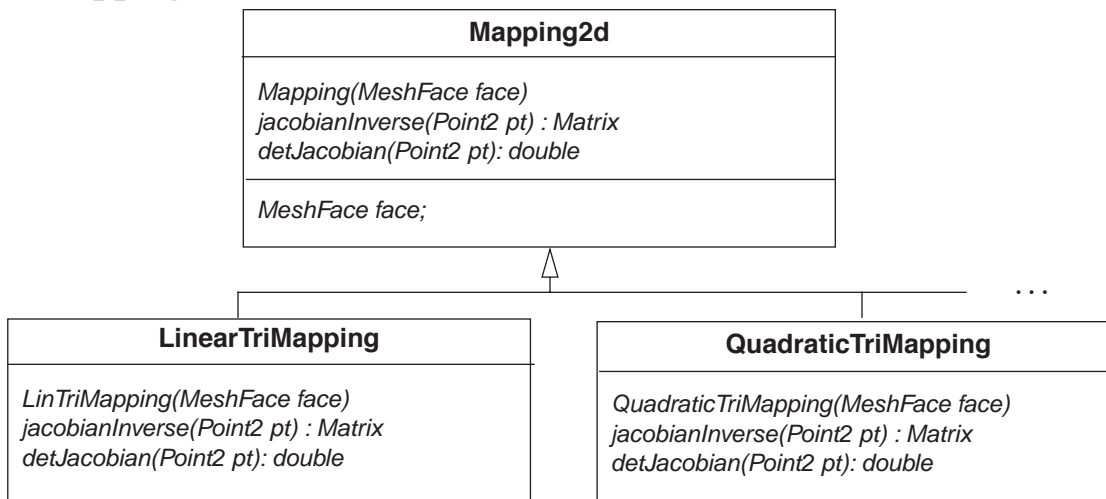 Mapping2d
Mapping(MeshFace face)
jacobianInverse(Point2 pt) : Matrix
detJacobian(Point2 pt): double
MeshFace face;
. . .
LinearTriMapping
LinTriMapping(MeshFace face)
jacobianInverse(Point2 pt) : Matrix
detJacobian(Point2 pt): double
QuadraticTriMapping
QuadraticTriMapping(MeshFace face)
jacobianInverse(Point2 pt) : Matrix
detJacobian(Point2 pt): double